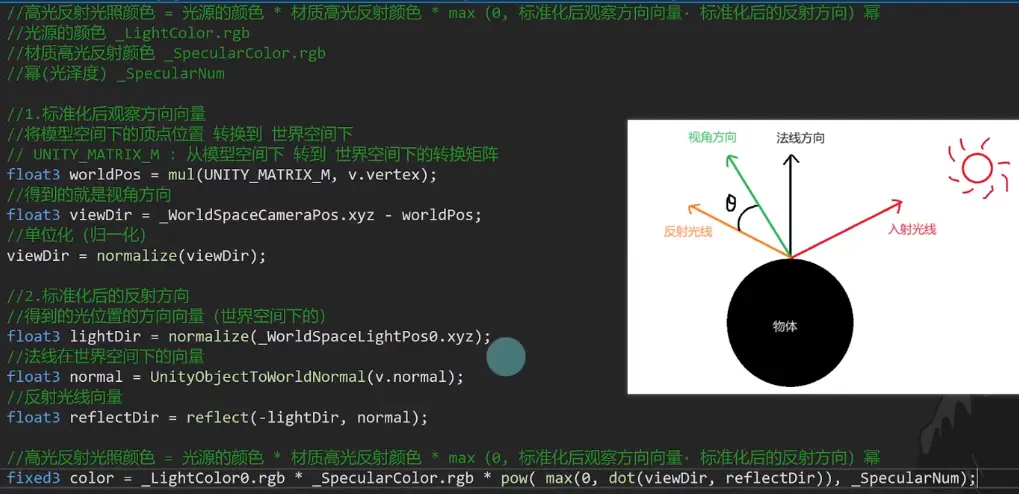 //高光反射光照颜色 = 光源的颜色 * 材质高光反射颜色 * max (0, 标准化后观察方向向量· 标准化后的反射方向) 幂
//光源的颜色 _LightColor.rgb
//材质高光反射颜色 _SpecularColor.rgb
//幂(光泽度) _SpecularNum
//1.标准化后观察方向向量
//将模型空间下的顶点位置 转换到 世界空间下
// UNITY_MATRIX_M : 从模型空间下 转到 世界空间下的转换矩阵
float3 worldPos = mul(UNITY_MATRIX_M, v.vertex);
//得到的就是视角方向
float3 viewDir = _WorldSpaceCameraPos.xyz - worldPos;
//单位化 (归一化)
viewDir = normalize(viewDir);
//2.标准化后的反射方向
//得到的光位置的方向向量 (世界空间下的)
float3 lightDir = normalize(_WorldSpaceLightPos0.xyz);
//法线在世界空间下的向量
float3 normal = UnityObjectToWorldNormal(v.normal);
//反射光线向量
float3 reflectDir = reflect(-lightDir, normal);
//高光反射光照颜色 = 光源的颜色 * 材质高光反射颜色 * max (0, 标准化后观察方向向量· 标准化后的反射方向) 幂
fixed3 color = _LightColor0.rgb * _SpecularColor.rgb * pow( max(0, dot(viewDir, reflectDir)), _SpecularNum);
视角方向
法线方向
θ
反射光线
入射光线
物体